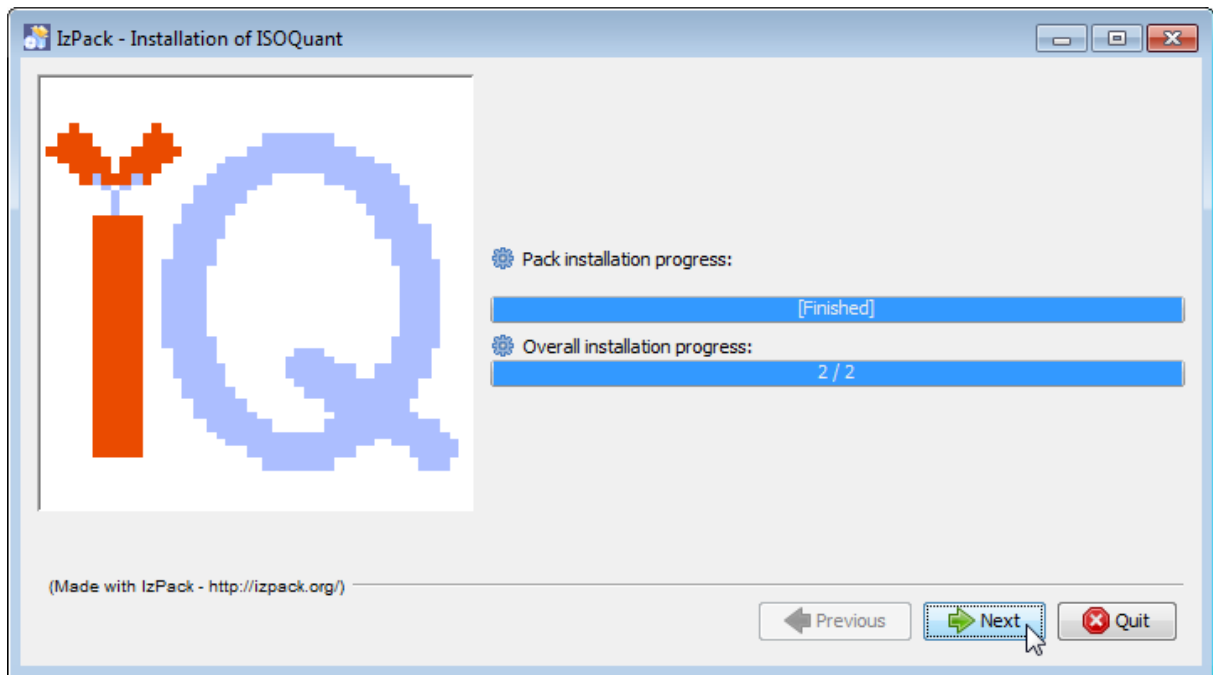 IzPack - Installation of ISOQuant
iQ
Pack installation progress:
[Finished]
Overall installation progress:
2 / 2
(Made with IzPack - http://izpack.org/)
Previous
Next
Quit